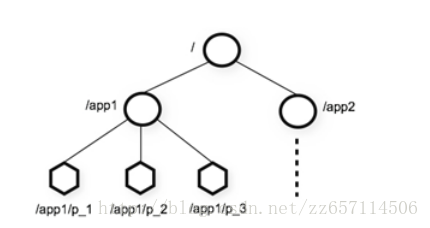 /
/app1
/app2
/app1/p_1 /app1/p_2 /app1/p_3
http://blog.csdn.net/zz657114506